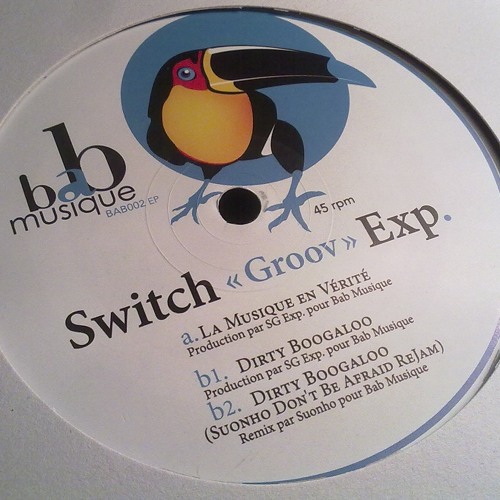 bab
musique
BAB002 EP
45 rpm
Switch «Groov» Exp.
a. La Musique en Vérité
Production par SG Exp. pour Bab Musique
b1. Dirty Boogaloo
Production par SG Exp. pour Bab Musique
b2. Dirty Boogaloo
(Suonho Don't Be Afraid ReJam)
Remix par Suonho pour Bab Musique